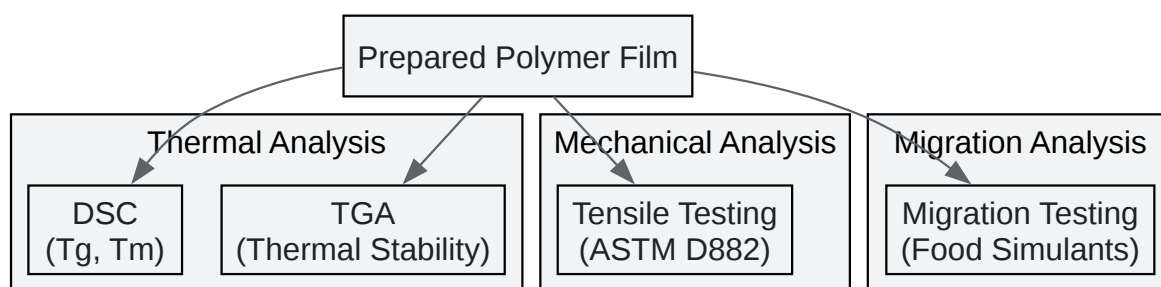 Prepared Polymer Film
Thermal Analysis
Mechanical Analysis
Migration Analysis
DSC
(Tg, Tm)
TGA
(Thermal Stability)
Tensile Testing
(ASTM D882)
Migration Testing
(Food Simulants)